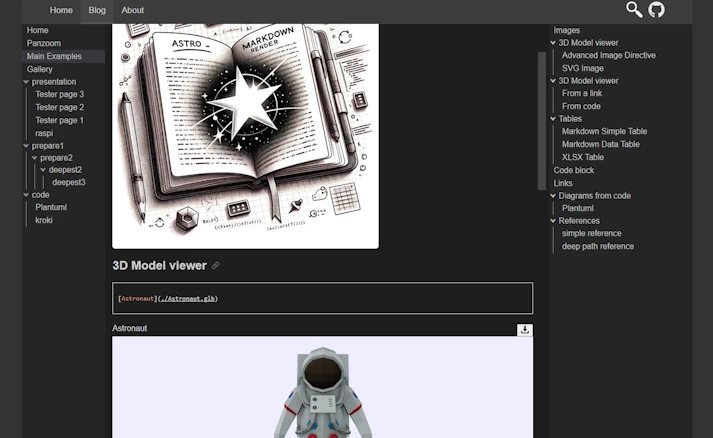 Home Blog About
Home
Panzoom
Main Examples
Gallery
presentation
Tester page 3
Tester page 2
Tester page 1
raspi
prepare1
prepare2
deepest2
deepest3
code
Plantuml
kroki
ASTRO
MARKDOWN
RENDER
3D Model viewer
[Astronaut](./Astronaut.glb)
Astronaut
Images
3D Model viewer
Advanced Image Directive
SVG Image
3D Model viewer
From a link
From code
Tables
Markdown Simple Table
Markdown Data Table
XLSX Table
Code block
Links
Diagrams from code
Plantuml
References
simple reference
deep path reference